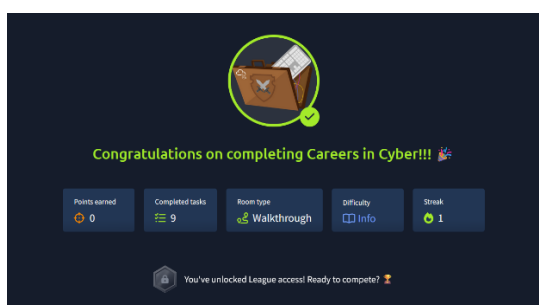 Congratulations on completing Careers in Cyber!!! 🎉
Points earned
0
Completed tasks
9
Room type
Walkthrough
Difficulty
Info
Streak
1
You've unlocked League access! Ready to compete? 🏆